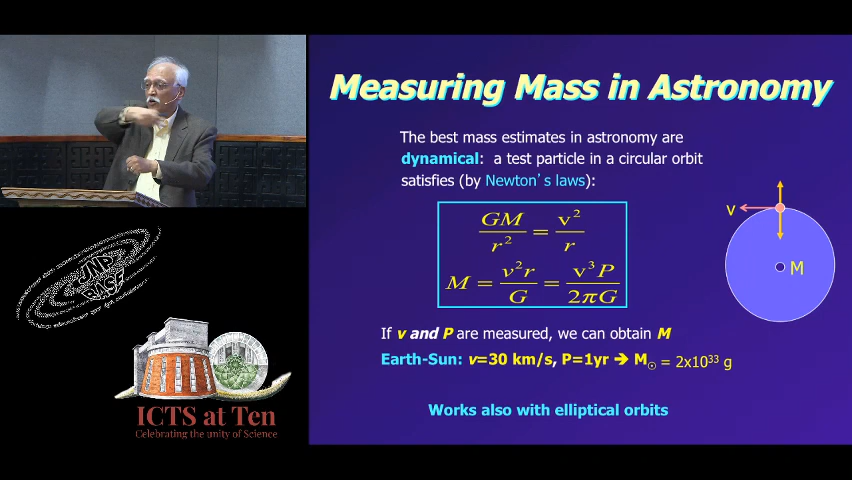 Measuring Mass in Astronomy
The best mass estimates in astronomy are
dynamical: a test particle in a circular orbit
satisfies (by Newton's laws):
GM/r² = v²/r
M = v²r/G = v³P/2πG
v
M
If v and P are measured, we can obtain M
Earth-Sun: v=30 km/s, P=1yr ➔ M☉ = 2x10³³ g
Works also with elliptical orbits
ICTS at Ten
Celebrating the unity of Science